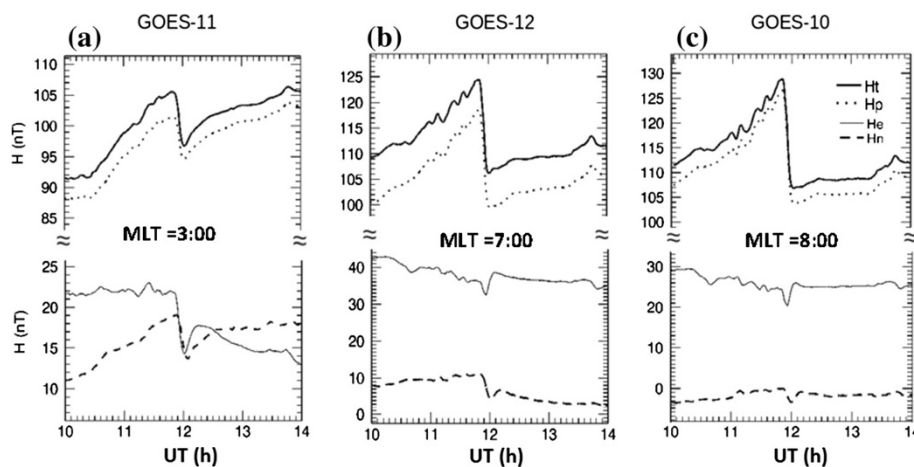 GOES-11
GOES-12
GOES-10
(a)
(b)
(c)
110
105
100
95
90
85
H (nT)
125
120
115
110
105
100
130
125
120
115
110
105
100
Ht
Hp
He
Hn
≈
≈
≈
≈
MLT =3:00
MLT =7:00
MLT =8:00
25
20
15
H (nT)
40
30
20
10
0
30
20
10
0
10 11 12 13 14
10 11 12 13 14
10 11 12 13 14
UT (h)
UT (h)
UT (h)